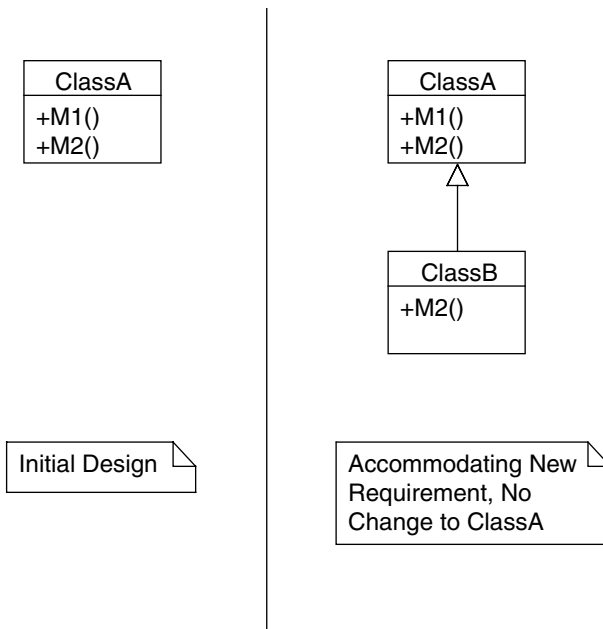 ClassA
+M1()
+M2()
Initial Design
ClassA
+M1()
+M2()
ClassB
+M2()
Accommodating New
Requirement, No
Change to ClassA